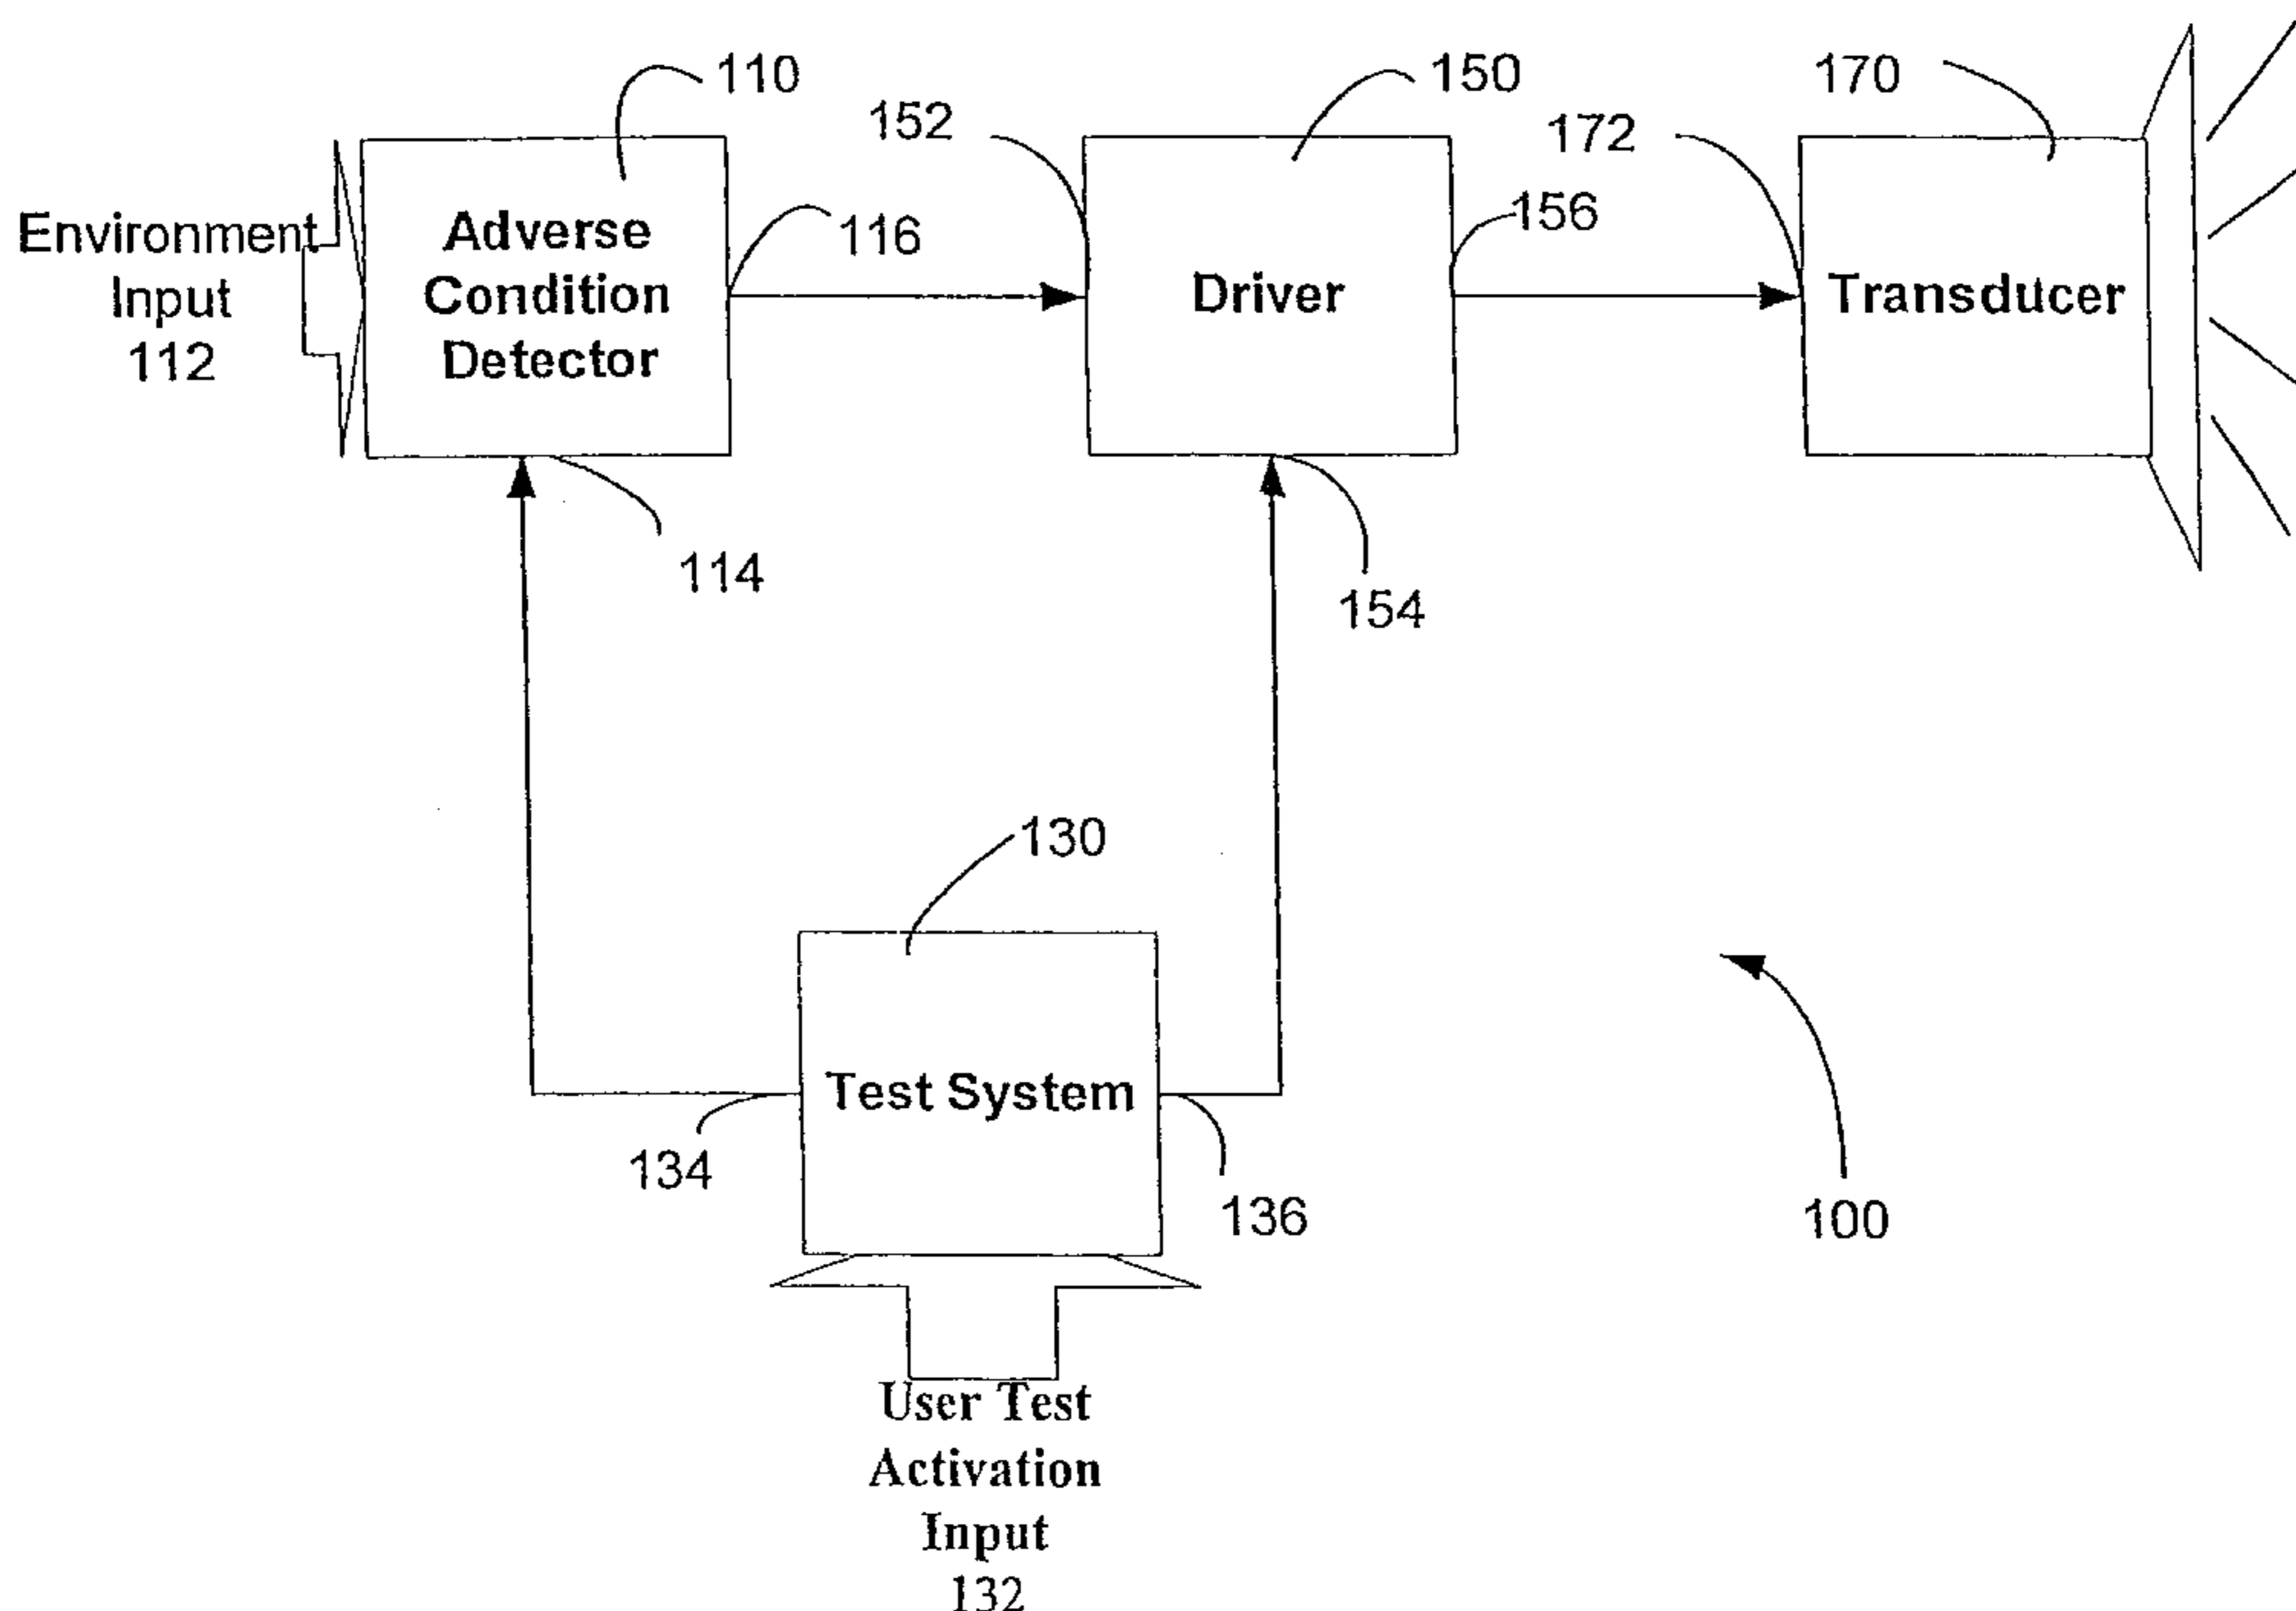 110
150
170
152
172
116
156
Environment
Input
112
Adverse
Condition
Detector
Driver
Transducer
114
154
130
Test System
134
136
100
User Test
Activation
Input
132